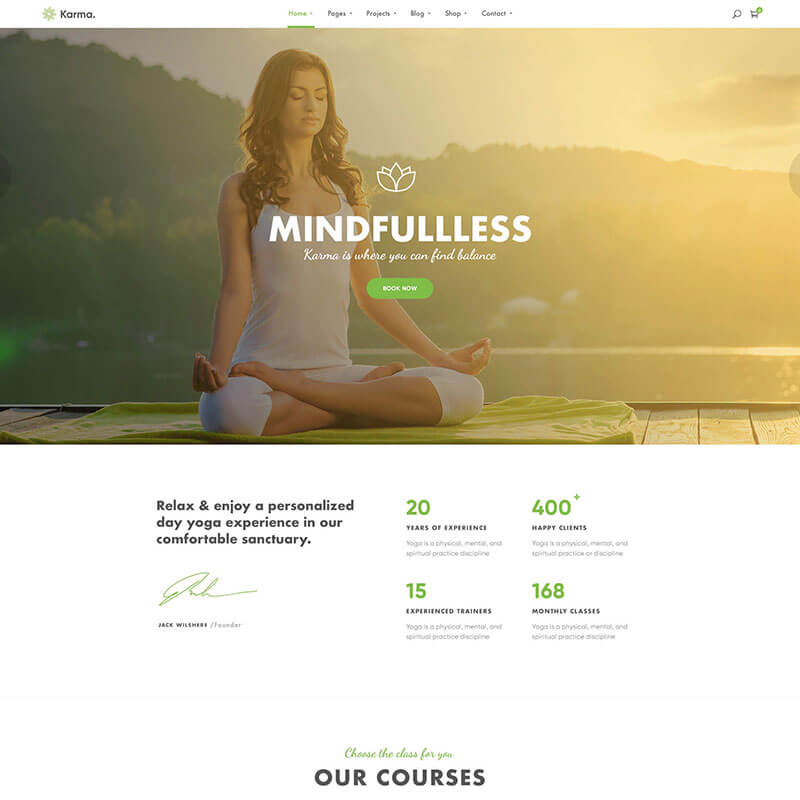 Karma.
Home Pages Projects Blog Shop Contact
MINDFULLLESS
Karma is where you can find balance
BOOK NOW
Relax & enjoy a personalized
day yoga experience in our
comfortable sanctuary.
JACK WILSHERE /Founder
20
YEARS OF EXPERIENCE
Yoga is a physical, mental, and
spiritual practice discipline
400+
HAPPY CLIENTS
Yoga is a physical, mental, and
spiritual practice or discipline
15
EXPERIENCED TRAINERS
Yoga is a physical, mental, and
spiritual practice discipline
168
MONTHLY CLASSES
Yoga is a physical, mental, and
spiritual practice discipline
Choose the class for you
OUR COURSES